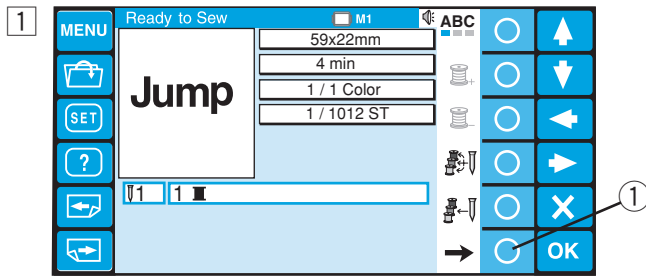 1
MENU
Ready to Sew
M1
ABC
59x22mm
4 min
1 / 1 Color
1 / 1012 ST
Jump
SET
?
1
1
1
OK